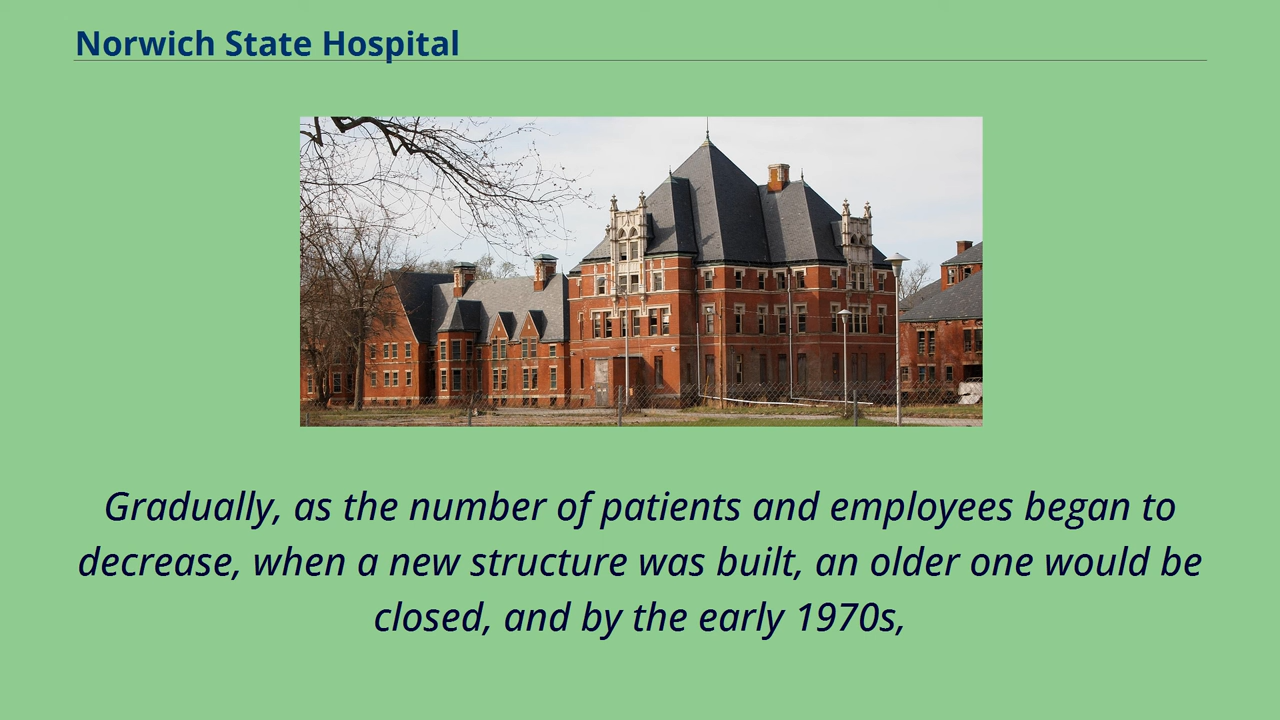 Norwich State Hospital
Gradually, as the number of patients and employees began to
decrease, when a new structure was built, an older one would be
closed, and by the early 1970s,